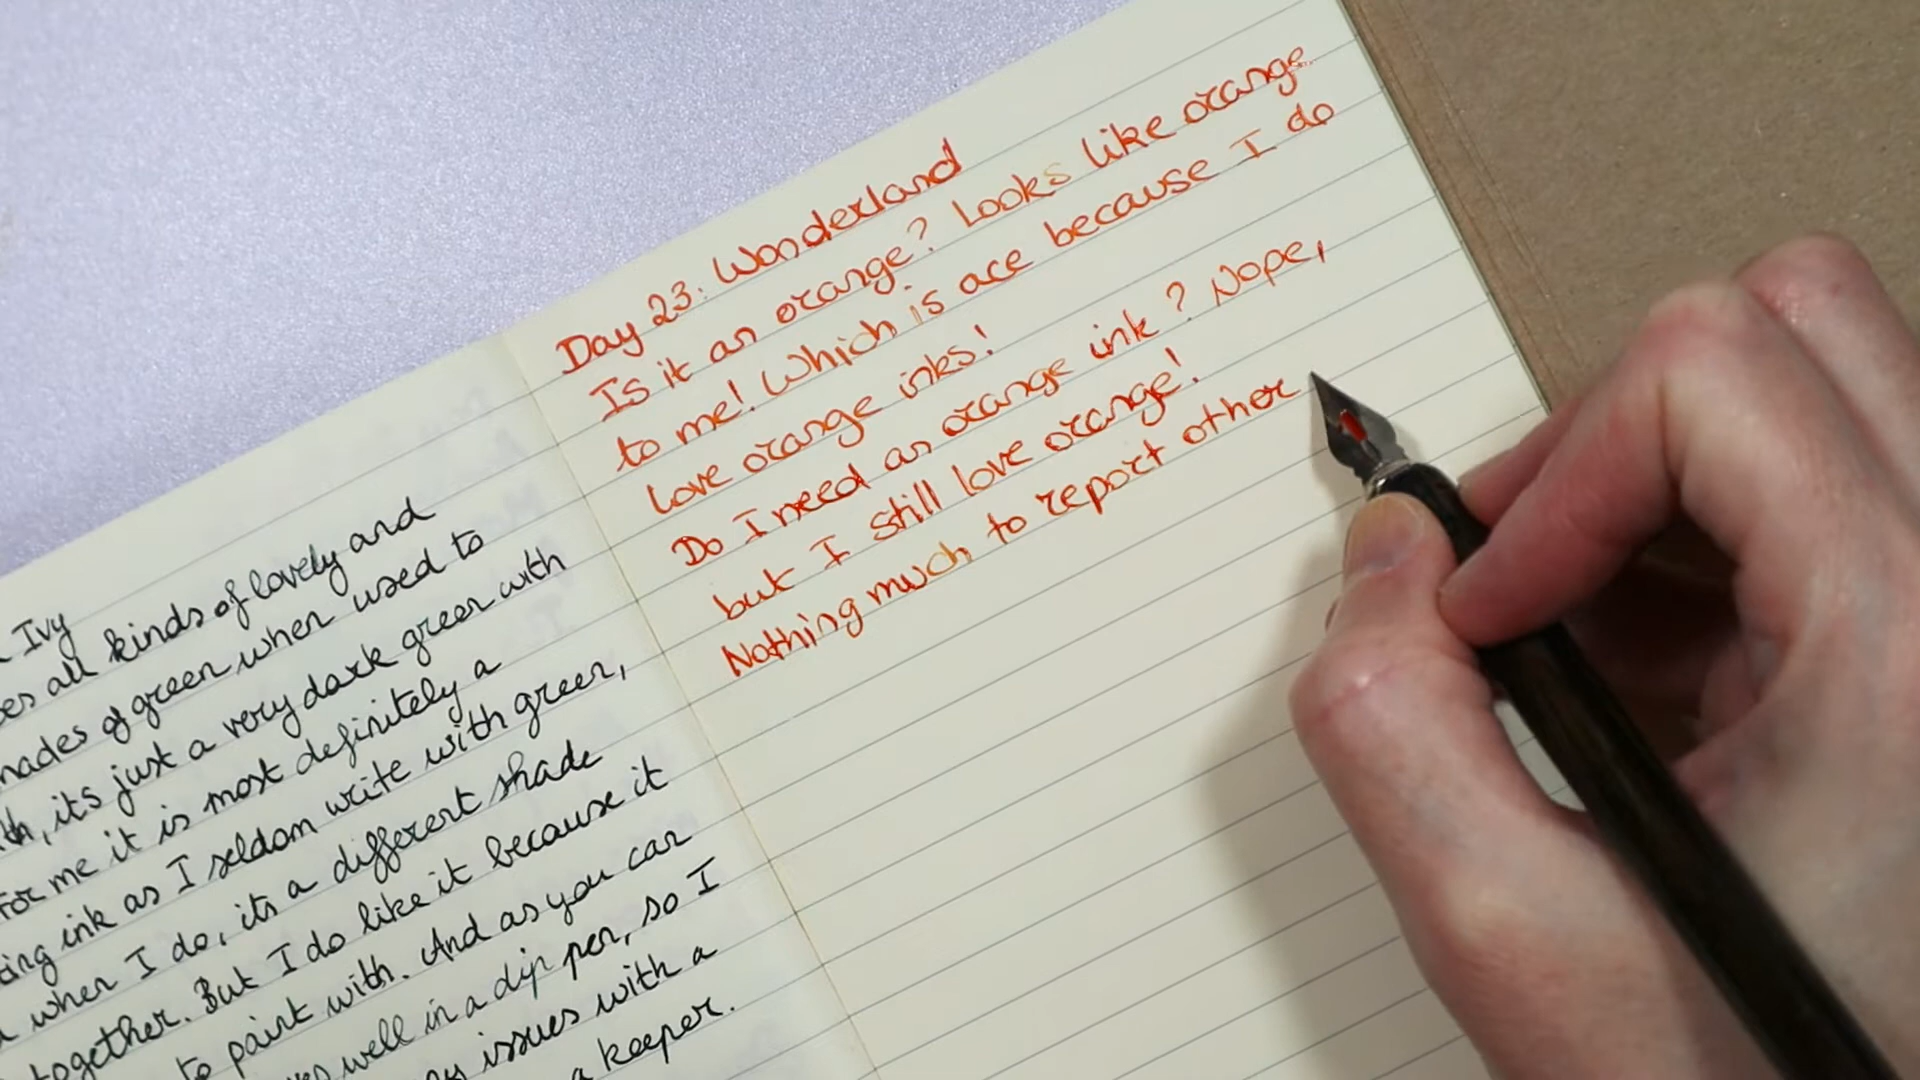 Ivy
all kinds of lovely and
of green when used to
its just a very dark green with
for me it is most definitely a
ink as I seldom write with green,
when I do, its a different shade
together. But I do like it because it
to paint with. And as you can
well in a dip pen, so I
issues with a
a keeper.
Day 23: Wonderland
Is it an orange? Looks like orange
to me! Which is ace because I do
love orange inks!
Do I need an orange ink? Nope,
but I still love orange!
Nothing much to report other